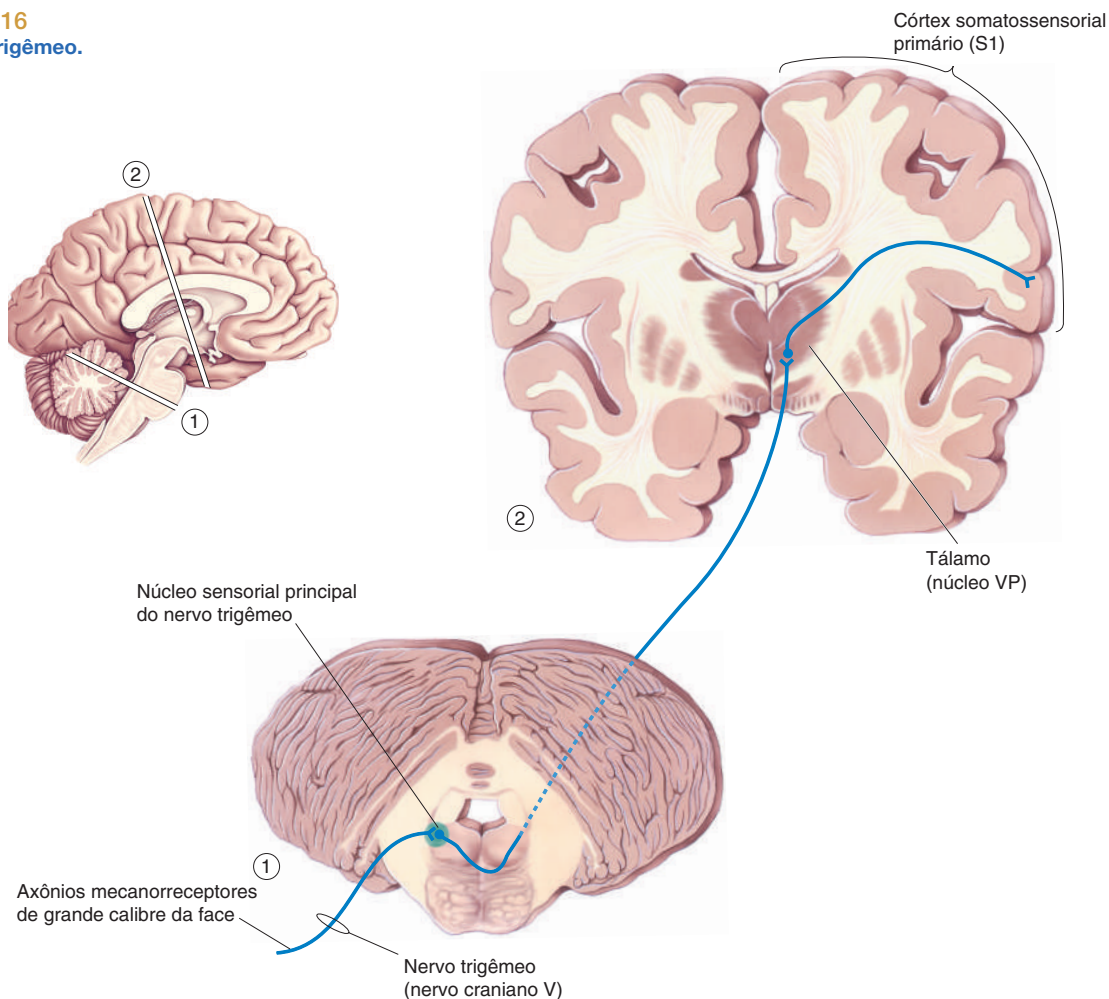 16
rigêmeo.
Córtex somatossensorial
primário (S1)
2
1
2
Tálamo
(núcleo VP)
Núcleo sensorial principal
do nervo trigêmeo
1
Axônios mecanorreceptores
de grande calibre da face
Nervo trigêmeo
(nervo craniano V)